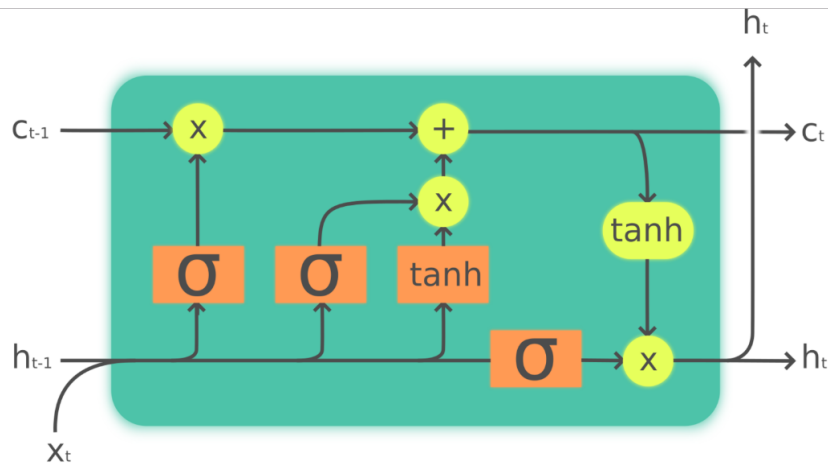 hₜ
cₜ₋₁ x + cₜ
x
tanh
σ σ tanh
hₜ₋₁ σ x hₜ
xₜ